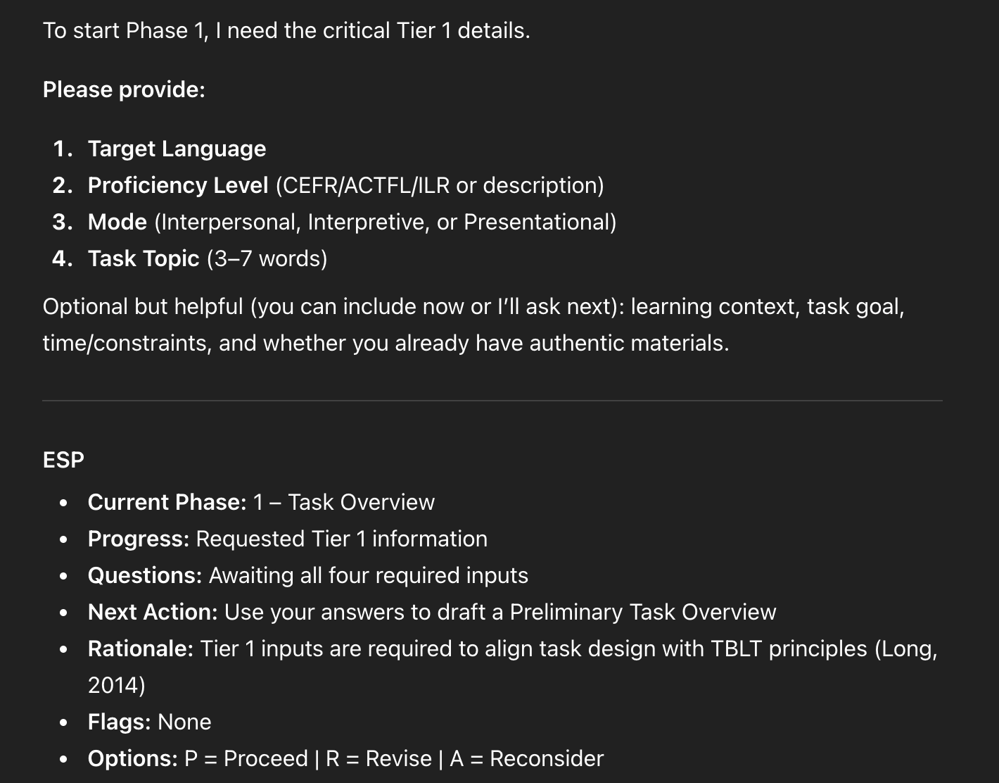 To start Phase 1, I need the critical Tier 1 details.
Please provide:
1. Target Language
2. Proficiency Level (CEFR/ACTFL/ILR or description)
3. Mode (Interpersonal, Interpretive, or Presentational)
4. Task Topic (3–7 words)
Optional but helpful (you can include now or I’ll ask next): learning context, task goal,
time/constraints, and whether you already have authentic materials.
ESP
• Current Phase: 1 – Task Overview
• Progress: Requested Tier 1 information
• Questions: Awaiting all four required inputs
• Next Action: Use your answers to draft a Preliminary Task Overview
• Rationale: Tier 1 inputs are required to align task design with TBLT principles (Long,
2014)
• Flags: None
• Options: P = Proceed | R = Revise | A = Reconsider